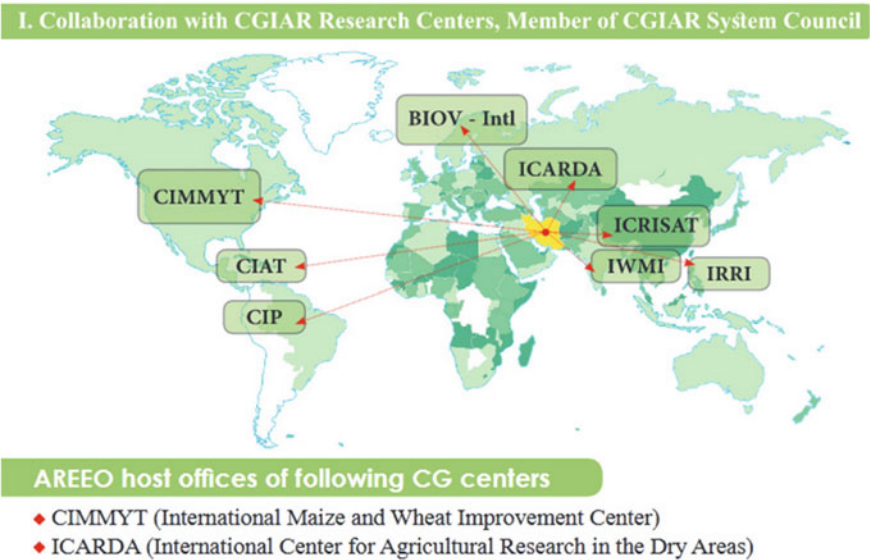 I. Collaboration with CGIAR Research Centers, Member of CGIAR System Council
BIOV - Intl
ICARDA
CIMMYT
ICRISAT
CIAT
IWMI
IRRI
CIP
AREEO host offices of following CG centers
◆ CIMMYT (International Maize and Wheat Improvement Center)
◆ ICARDA (International Center for Agricultural Research in the Dry Areas)